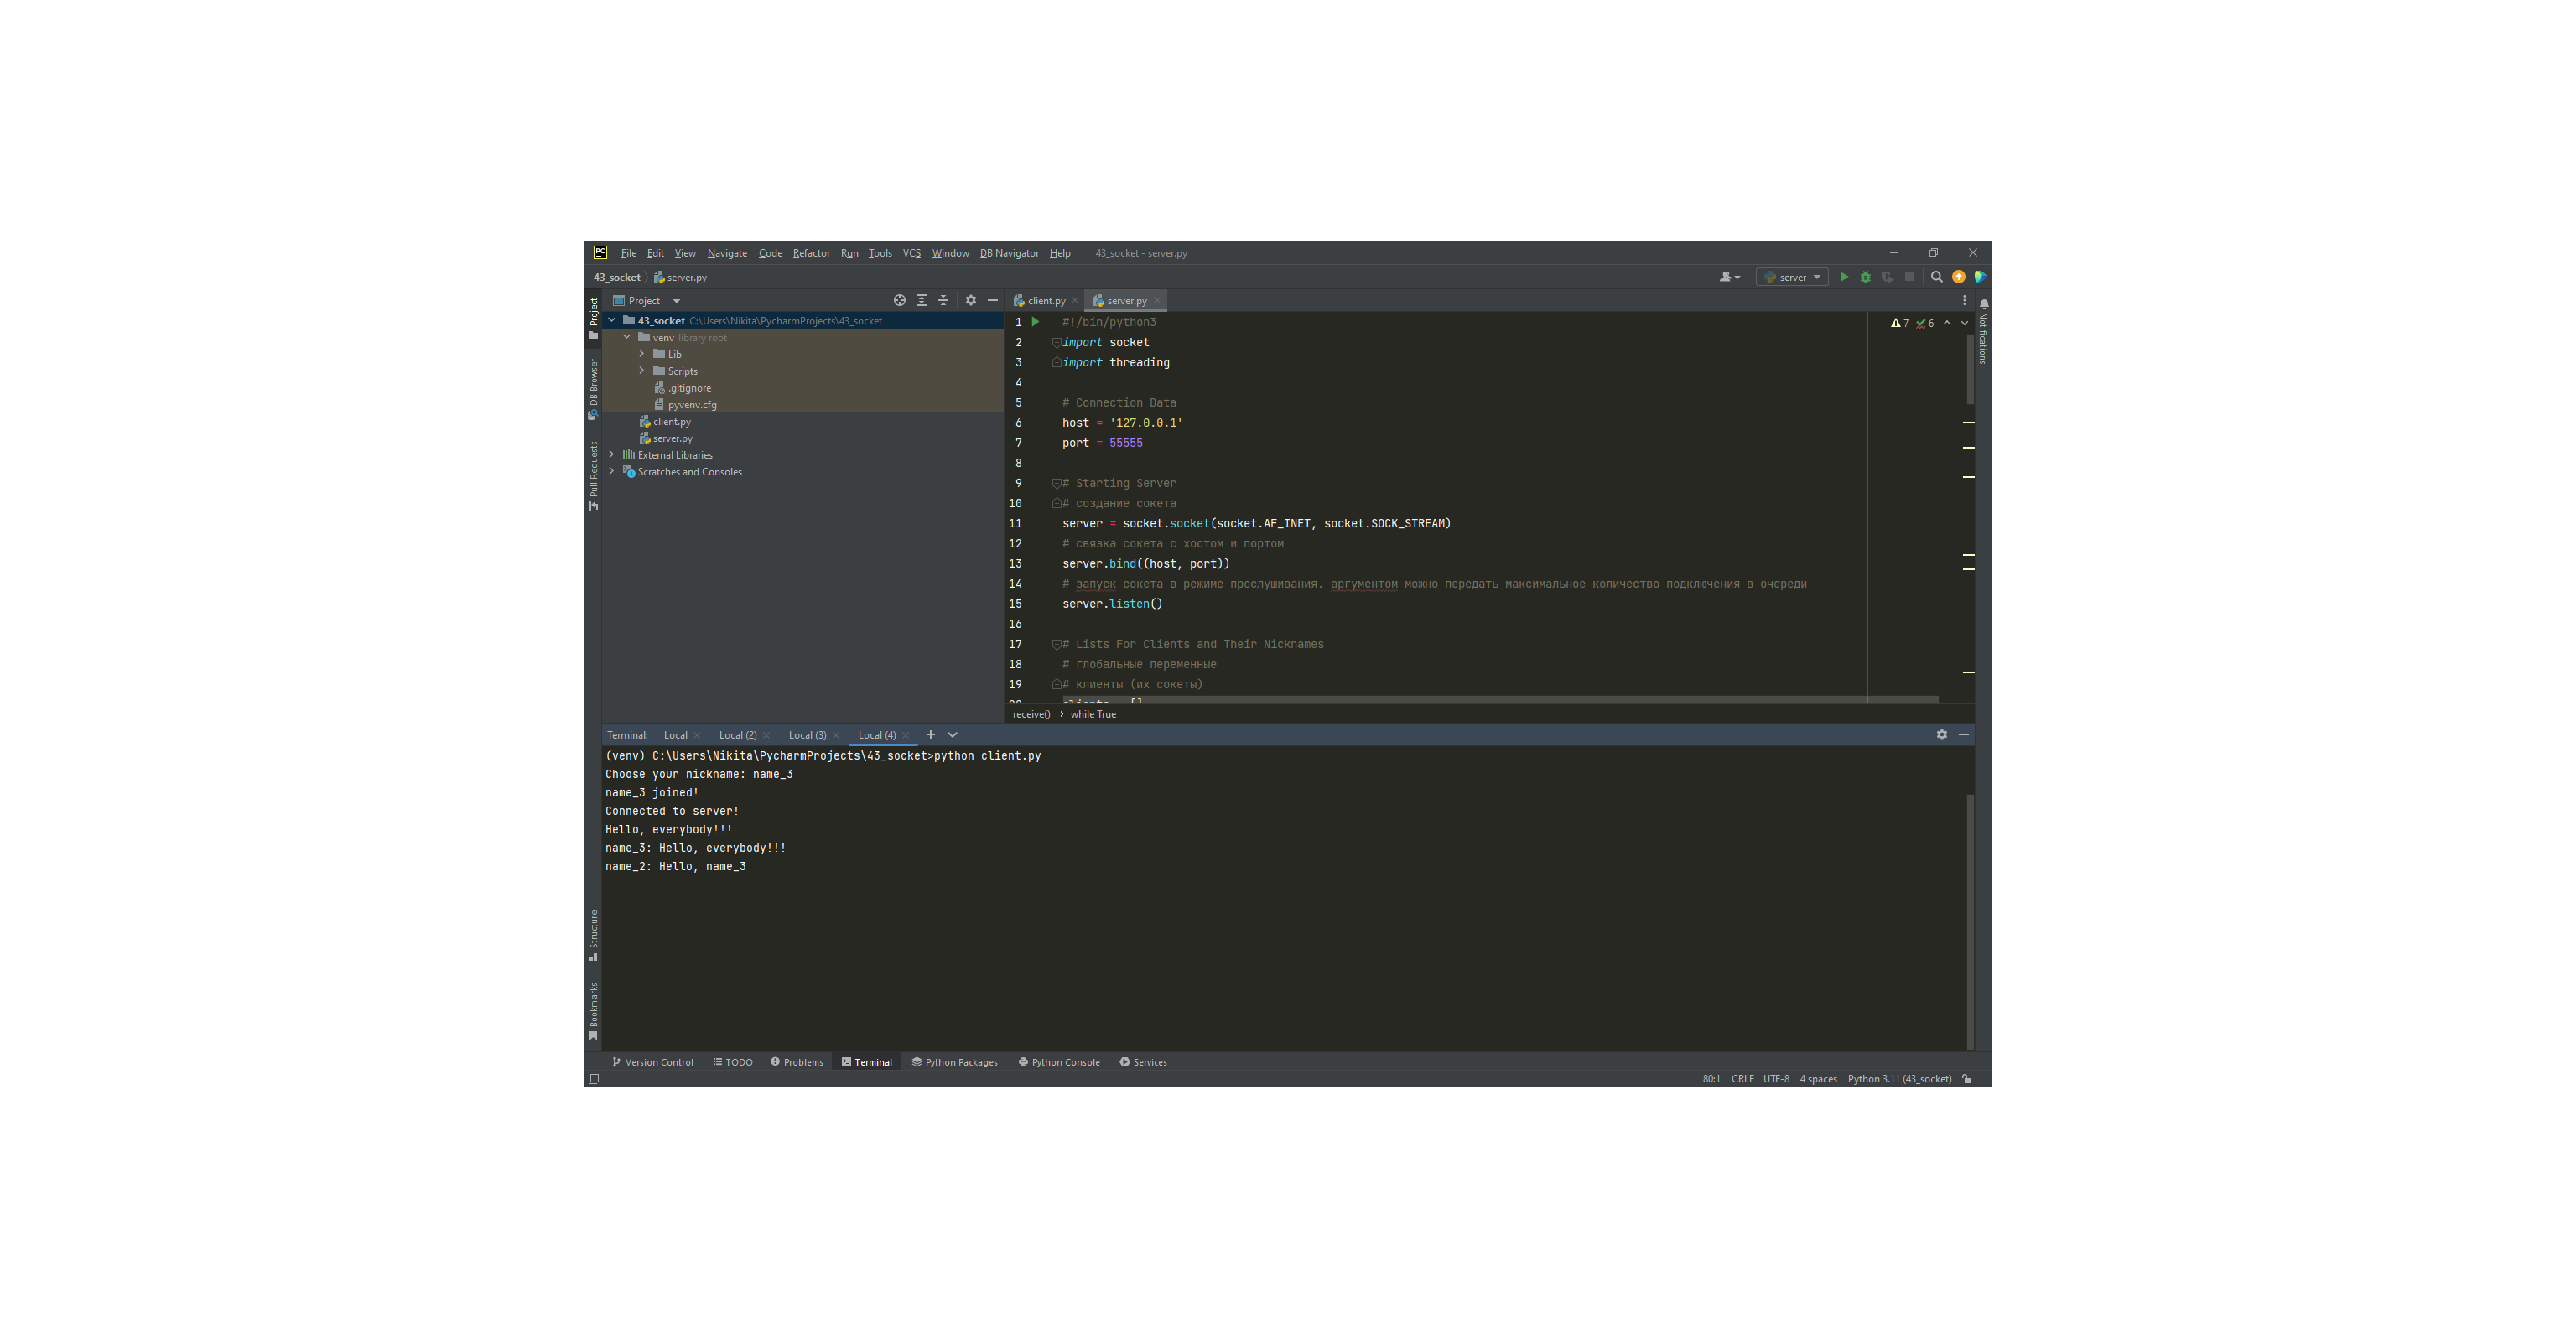 PC File Edit View Navigate Code Refactor Run Tools VCS Window DB Navigator Help 43_socket - server.py
43_socket server.py server
Project
DB Browser
Pull Requests
Structure
Bookmarks
Project
43_socket C:\Users\Nikita\PycharmProjects\43_socket
venv library root
Lib
Scripts
.gitignore
pyvenv.cfg
client.py
server.py
External Libraries
Scratches and Consoles
client.py server.py
7 6
Notifications
1 #!/bin/python3
2 import socket
3 import threading
4
5 # Connection Data
6 host = '127.0.0.1'
7 port = 55555
8
9 # Starting Server
10 # создание сокета
11 server = socket.socket(socket.AF_INET, socket.SOCK_STREAM)
12 # связка сокета с хостом и портом
13 server.bind((host, port))
14 # запуск сокета в режиме прослушивания. аргументом можно передать максимальное количество подключения в очереди
15 server.listen()
16
17 # Lists For Clients and Their Nicknames
18 # глобальные переменные
19 # клиенты (их сокеты)
20 clients = []
receive() › while True
Terminal: Local Local (2) Local (3) Local (4)
(venv) C:\Users\Nikita\PycharmProjects\43_socket>python client.py
Choose your nickname: name_3
name_3 joined!
Connected to server!
Hello, everybody!!!
name_3: Hello, everybody!!!
name_2: Hello, name_3
Version Control TODO Problems Terminal Python Packages Python Console Services
80:1 CRLF UTF-8 4 spaces Python 3.11 (43_socket)